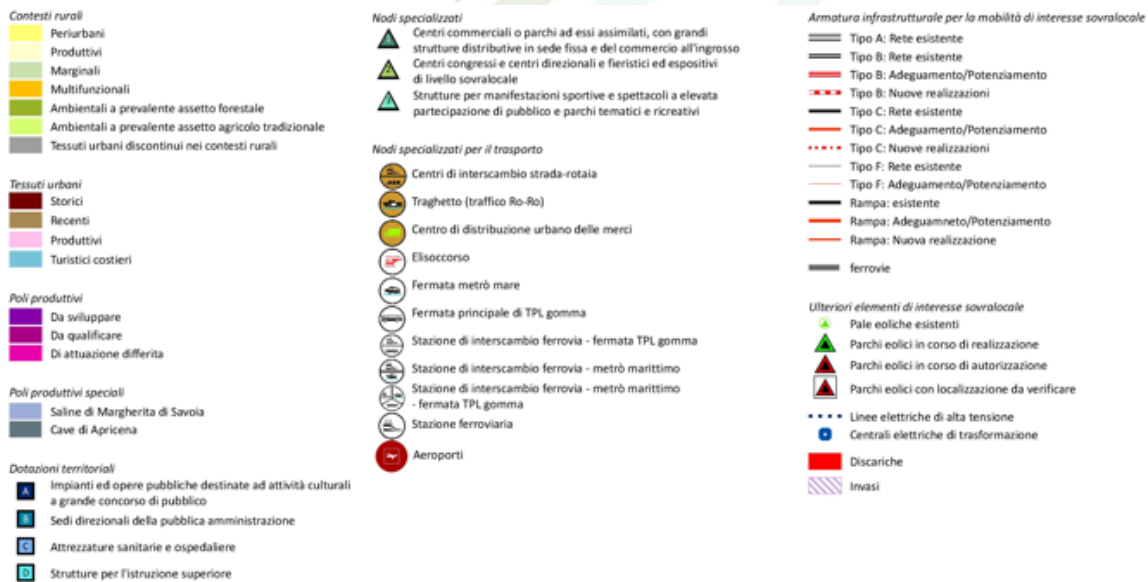 Contesti rurali
Periurbani
Produttivi
Marginali
Multifunzionali
Ambientali a prevalente assetto forestale
Ambientali a prevalente assetto agricolo tradizionale
Tessuti urbani discontinui nei contesti rurali
Tessuti urbani
Storici
Recenti
Produttivi
Turistici costieri
Poli produttivi
Da sviluppare
Da qualificare
Di attuazione differita
Poli produttivi speciali
Saline di Margherita di Savoia
Cave di Apricena
Dotazioni territoriali
A
Impianti ed opere pubbliche destinate ad attività culturali
a grande concorso di pubblico
B
Sedi direzionali della pubblica amministrazione
C
Attrezzature sanitarie e ospedaliere
D
Strutture per l'istruzione superiore
Nodi specializzati
Centri commerciali o parchi ad essi assimilati, con grandi
strutture distributive in sede fissa e del commercio all'ingrosso
Centri congressi e centri direzionali e fieristici ed espositivi
di livello sovralocale
Strutture per manifestazioni sportive e spettacoli a elevata
partecipazione di pubblico e parchi tematici e ricreativi
Nodi specializzati per il trasporto
Centri di interscambio strada-rotaia
Traghetto (traffico Ro-Ro)
Centro di distribuzione urbano delle merci
Elisoccorso
Fermata metrò mare
Fermata principale di TPL gomma
Stazione di interscambio ferrovia - fermata TPL gomma
Stazione di interscambio ferrovia - metrò marittimo
Stazione di interscambio ferrovia - metrò marittimo
- fermata TPL gomma
Stazione ferroviaria
Aeroporti
Armatura infrastrutturale per la mobilità di interesse sovralocale
Tipo A: Rete esistente
Tipo B: Rete esistente
Tipo B: Adeguamento/Potenziamento
Tipo B: Nuove realizzazioni
Tipo C: Rete esistente
Tipo C: Adeguamento/Potenziamento
Tipo C: Nuove realizzazioni
Tipo F: Rete esistente
Tipo F: Adeguamento/Potenziamento
Rampa: esistente
Rampa: Adeguamneto/Potenziamento
Rampa: Nuova realizzazione
ferrovie
Ulteriori elementi di interesse sovralocale
Pale eoliche esistenti
Parchi eolici in corso di realizzazione
Parchi eolici in corso di autorizzazione
Parchi eolici con localizzazione da verificare
Linee elettriche di alta tensione
Centrali elettriche di trasformazione
Discariche
Invasi